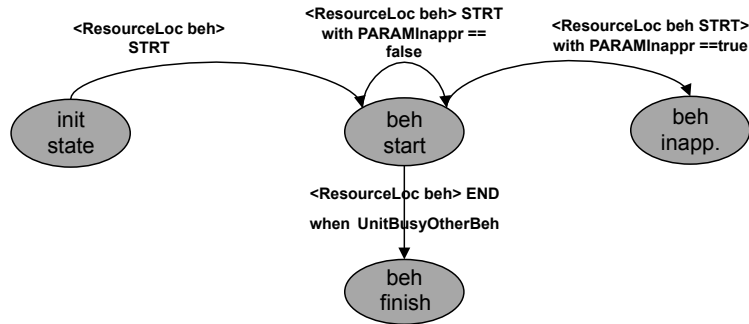 <ResourceLoc beh>
STRT
<ResourceLoc beh> STRT
with PARAMInappr ==
false
<ResourceLoc beh STRT>
with PARAMInappr ==true
init
state
beh
start
beh
inapp.
<ResourceLoc beh> END
when UnitBusyOtherBeh
beh
finish